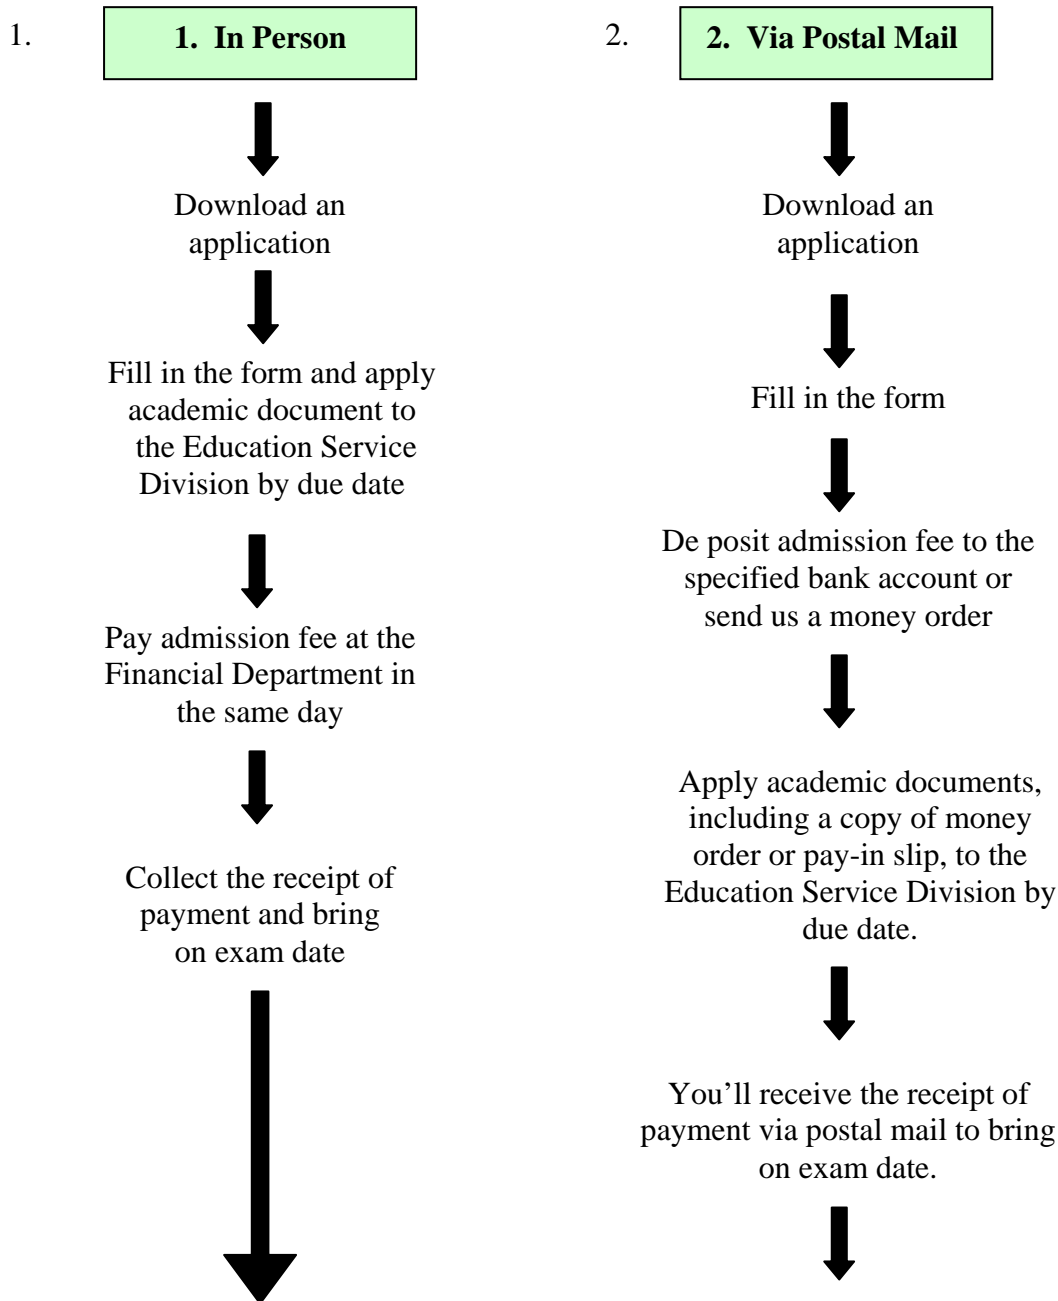 1.
1. In Person
Download an
application
Fill in the form and apply
academic document to
the Education Service
Division by due date
Pay admission fee at the
Financial Department in
the same day
Collect the receipt of
payment and bring
on exam date
2.
2. Via Postal Mail
Download an
application
Fill in the form
De posit admission fee to the
specified bank account or
send us a money order
Apply academic documents,
including a copy of money
order or pay-in slip, to the
Education Service Division by
due date.
You’ll receive the receipt of
payment via postal mail to bring
on exam date.